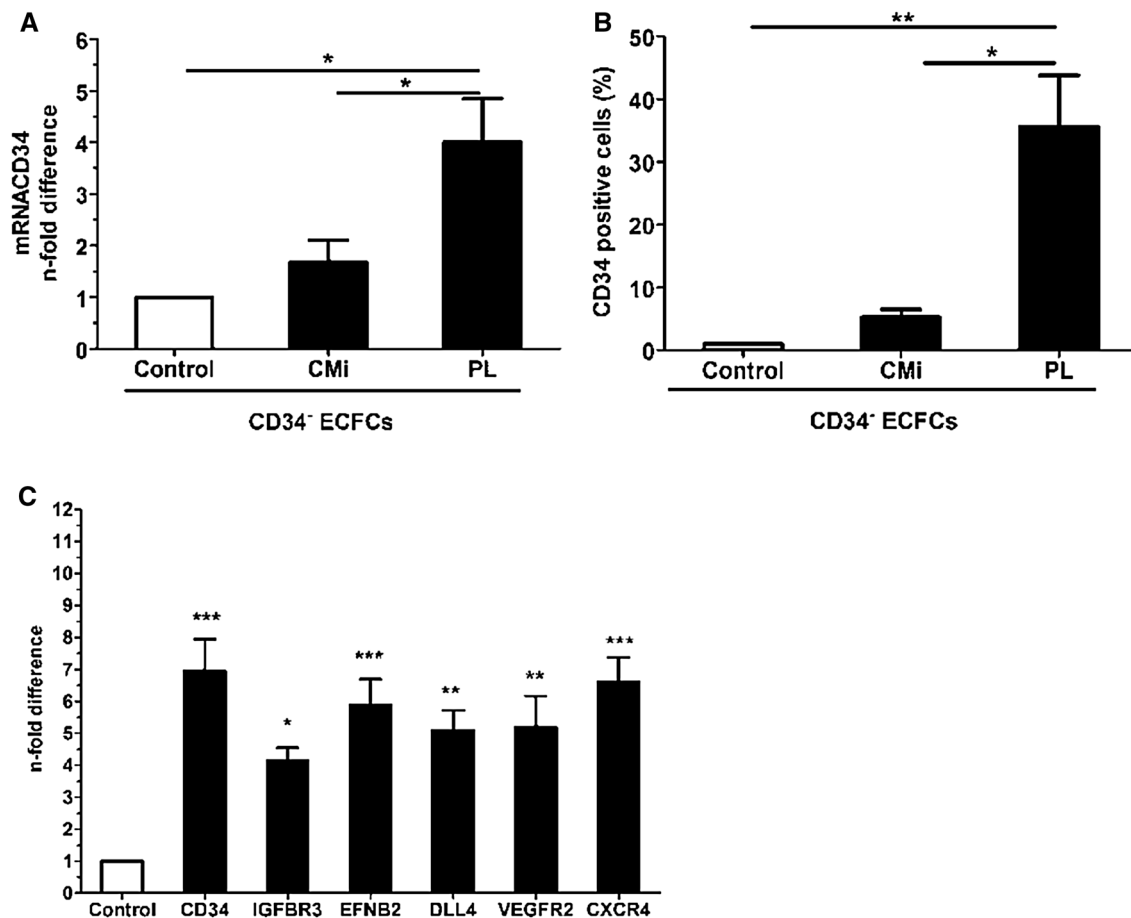 A
mRNACD34
n-fold difference
6
5
4
3
2
1
0
*
*
Control CMi PL
CD34⁻ ECFCs
B
CD34 positive cells (%)
50
40
30
20
10
0
**
*
Control CMi PL
CD34⁻ ECFCs
C
n-fold difference
12
11
10
9
8
7
6
5
4
3
2
1
0
*** * *** ** ** ***
Control CD34 IGFBR3 EFNB2 DLL4 VEGFR2 CXCR4